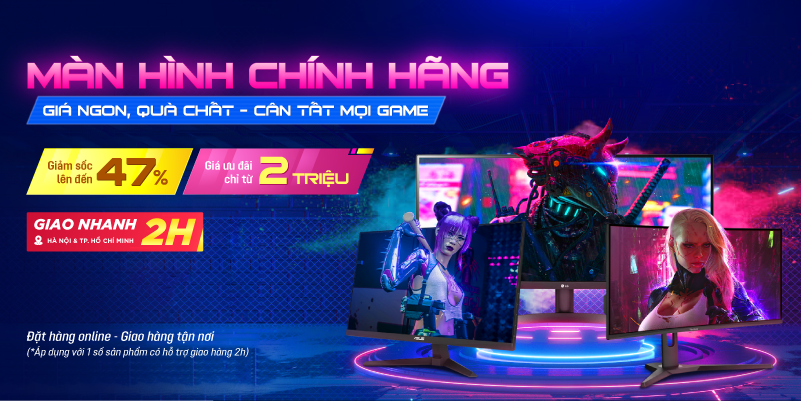 MÀN HÌNH CHÍNH HÃNG
GIÁ NGON, QUÀ CHẤT - CÂN TẤT MỌI GAME
Giảm sốc
lên đến 47%
Giá ưu đãi
chỉ từ 2 TRIỆU
GIAO NHANH 2H
HÀ NỘI & TP. HỒ CHÍ MINH
LG
ASUS
Đặt hàng online - Giao hàng tận nơi
(*Áp dụng với 1 số sản phẩm có hỗ trợ giao hàng 2h)